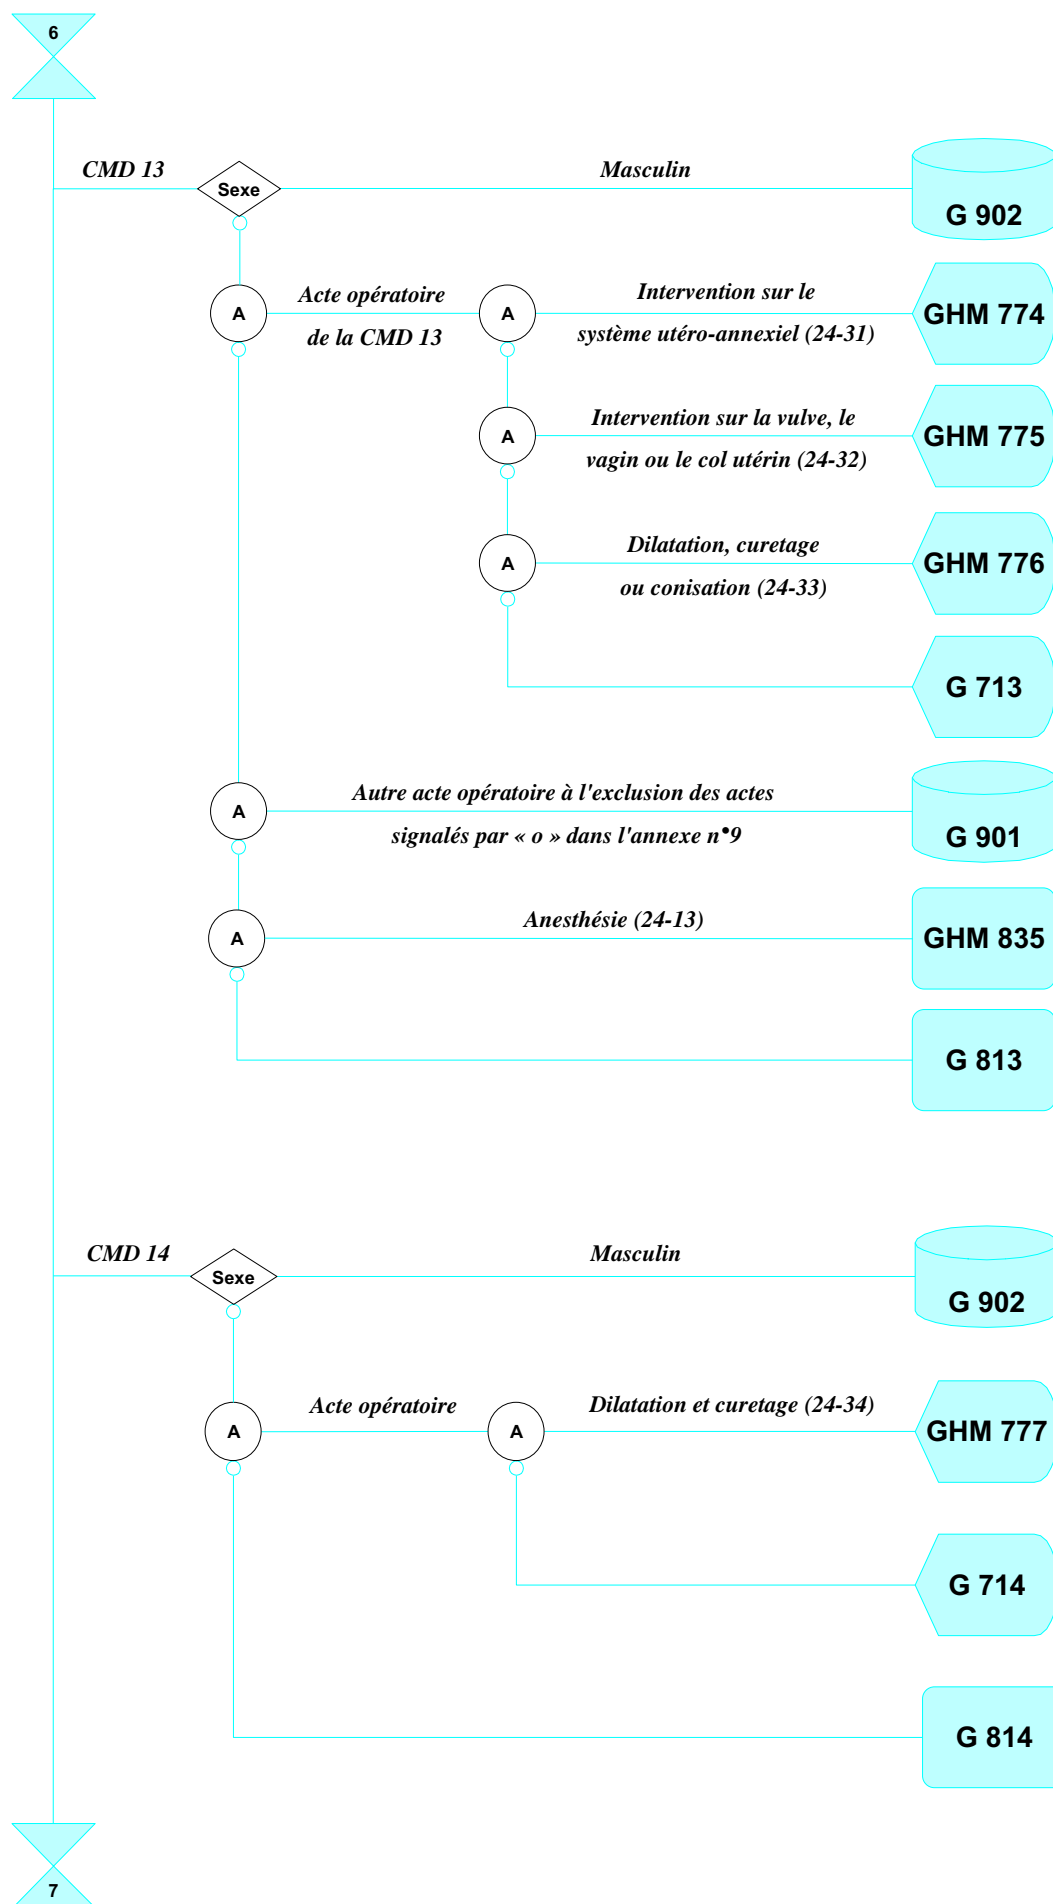 6
CMD 13
Sexe
Masculin
G 902
A
Acte opératoire
de la CMD 13
A
Intervention sur le
système utéro-annexiel (24-31)
GHM 774
A
Intervention sur la vulve, le
vagin ou le col utérin (24-32)
GHM 775
A
Dilatation, curetage
ou conisation (24-33)
GHM 776
G 713
A
Autre acte opératoire à l'exclusion des actes
signalés par « o » dans l'annexe n°9
G 901
A
Anesthésie (24-13)
GHM 835
G 813
CMD 14
Sexe
Masculin
G 902
A
Acte opératoire
A
Dilatation et curetage (24-34)
GHM 777
G 714
G 814
7